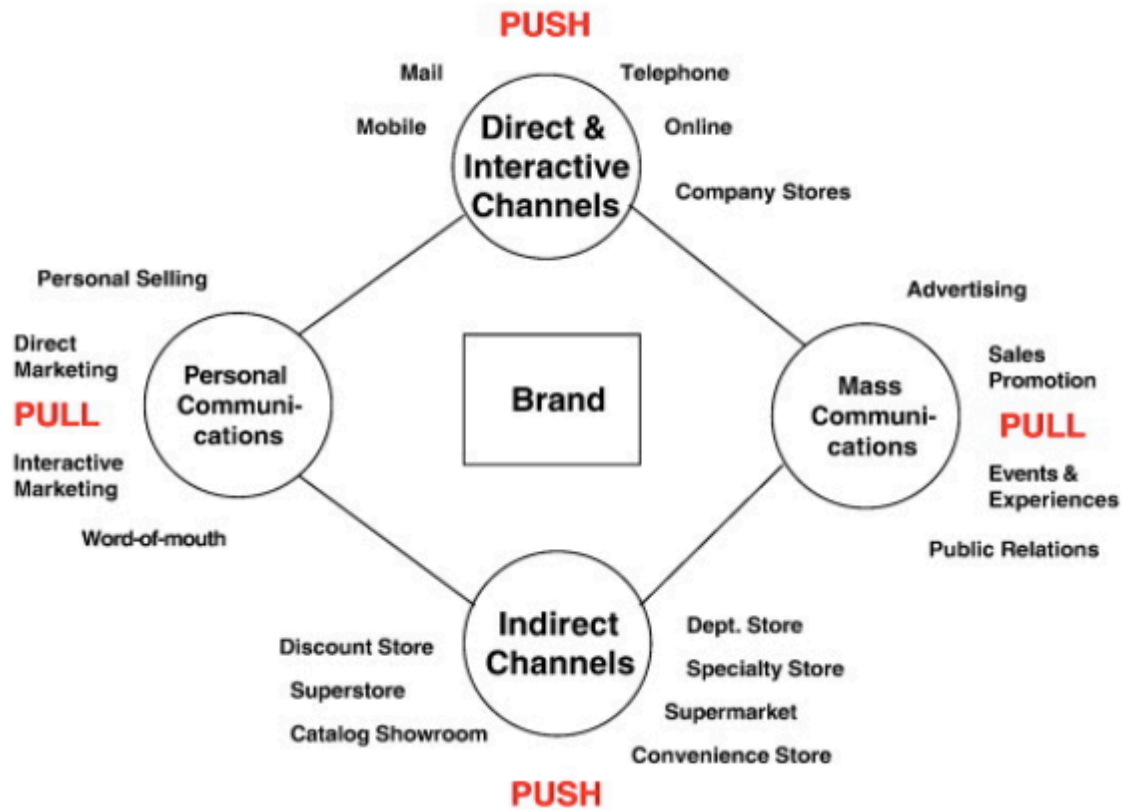 PUSH
Mail
Telephone
Mobile
Direct &
Interactive
Channels
Online
Company Stores
Personal Selling
Advertising
Direct
Marketing
PULL
Interactive
Marketing
Word-of-mouth
Personal
Communi-
cations
Brand
Mass
Communi-
cations
Sales
Promotion
PULL
Events &
Experiences
Public Relations
Indirect
Channels
Discount Store
Superstore
Catalog Showroom
Dept. Store
Specialty Store
Supermarket
Convenience Store
PUSH